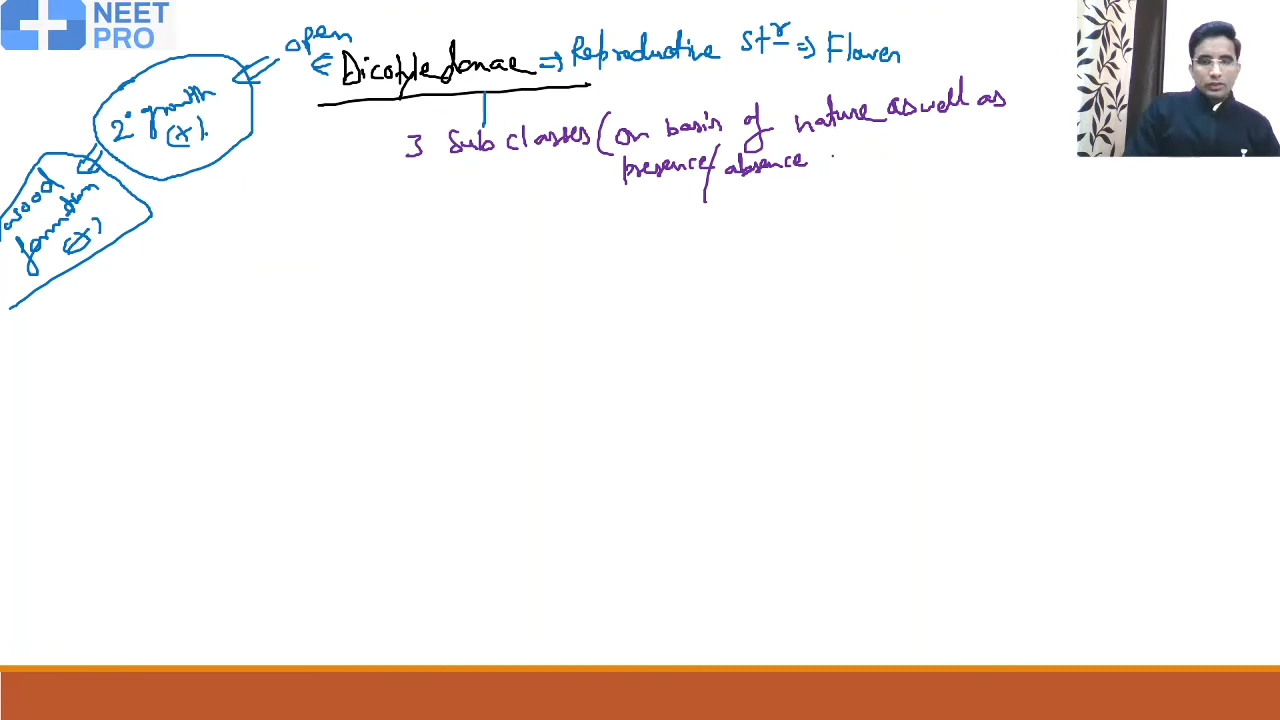 NEET
PRO
open
⇐ Dicotyledonae ⇒ Reproductive str ⇒ Flower
2° growth
(x).
wood
formation
(x)
3 Sub classes (on basis of nature as well as
presence/absence